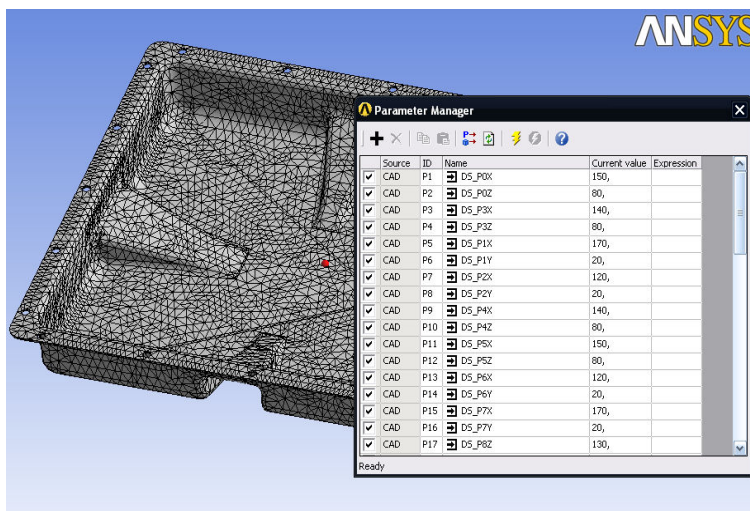 ANSYS
Parameter Manager
Source ID Name Current value Expression
CAD P1 DS_P0X 150,
CAD P2 DS_P0Z 80,
CAD P3 DS_P3X 140,
CAD P4 DS_P3Z 80,
CAD P5 DS_P1X 170,
CAD P6 DS_P1Y 20,
CAD P7 DS_P2X 120,
CAD P8 DS_P2Y 20,
CAD P9 DS_P4X 140,
CAD P10 DS_P4Z 80,
CAD P11 DS_P5X 150,
CAD P12 DS_P5Z 80,
CAD P13 DS_P6X 120,
CAD P14 DS_P6Y 20,
CAD P15 DS_P7X 170,
CAD P16 DS_P7Y 20,
CAD P17 DS_P8Z 130,
Ready